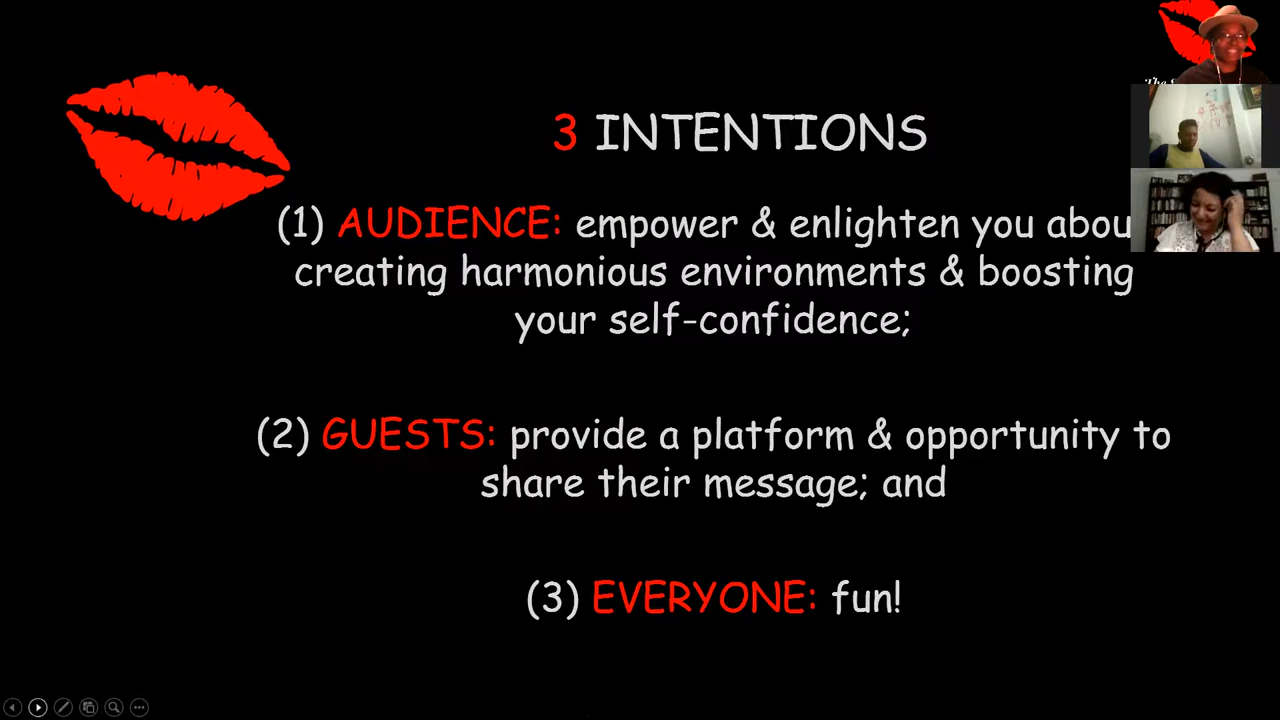 The
3 INTENTIONS
(1) AUDIENCE: empower & enlighten you abou
creating harmonious environments & boosting
your self-confidence;
(2) GUESTS: provide a platform & opportunity to
share their message; and
(3) EVERYONE: fun!